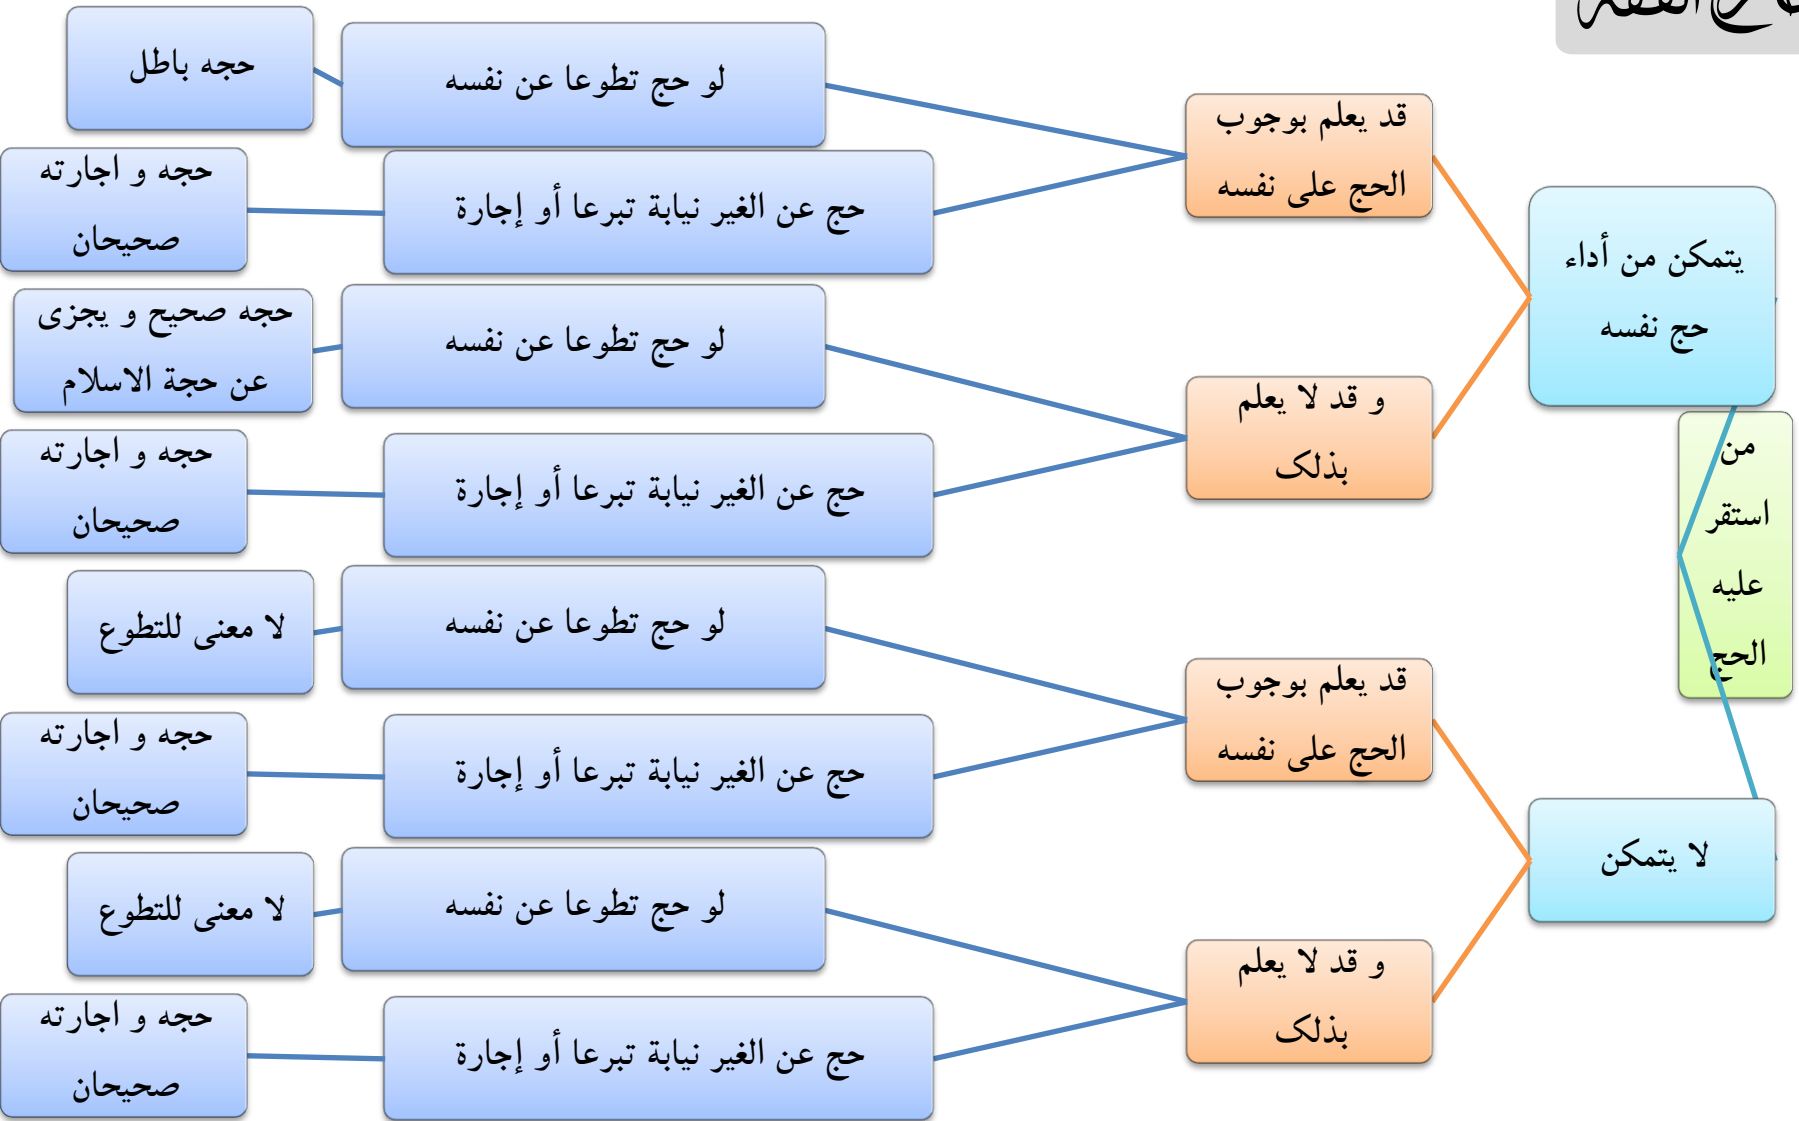 الفقه
من
استقر
عليه
الحج
يتمكن من أداء
حج نفسه
قد يعلم بوجوب
الحج على نفسه
لو حج تطوعا عن نفسه
حجه باطل
حج عن الغير نيابة تبرعا أو إجارة
حجه و اجارته
صحيحان
و قد لا يعلم
بذلک
لو حج تطوعا عن نفسه
حجه صحيح و يجزى
عن حجة الاسلام
حج عن الغير نيابة تبرعا أو إجارة
حجه و اجارته
صحيحان
لا يتمكن
قد يعلم بوجوب
الحج على نفسه
لو حج تطوعا عن نفسه
لا معنى للتطوع
حج عن الغير نيابة تبرعا أو إجارة
حجه و اجارته
صحيحان
و قد لا يعلم
بذلک
لو حج تطوعا عن نفسه
لا معنى للتطوع
حج عن الغير نيابة تبرعا أو إجارة
حجه و اجارته
صحيحان